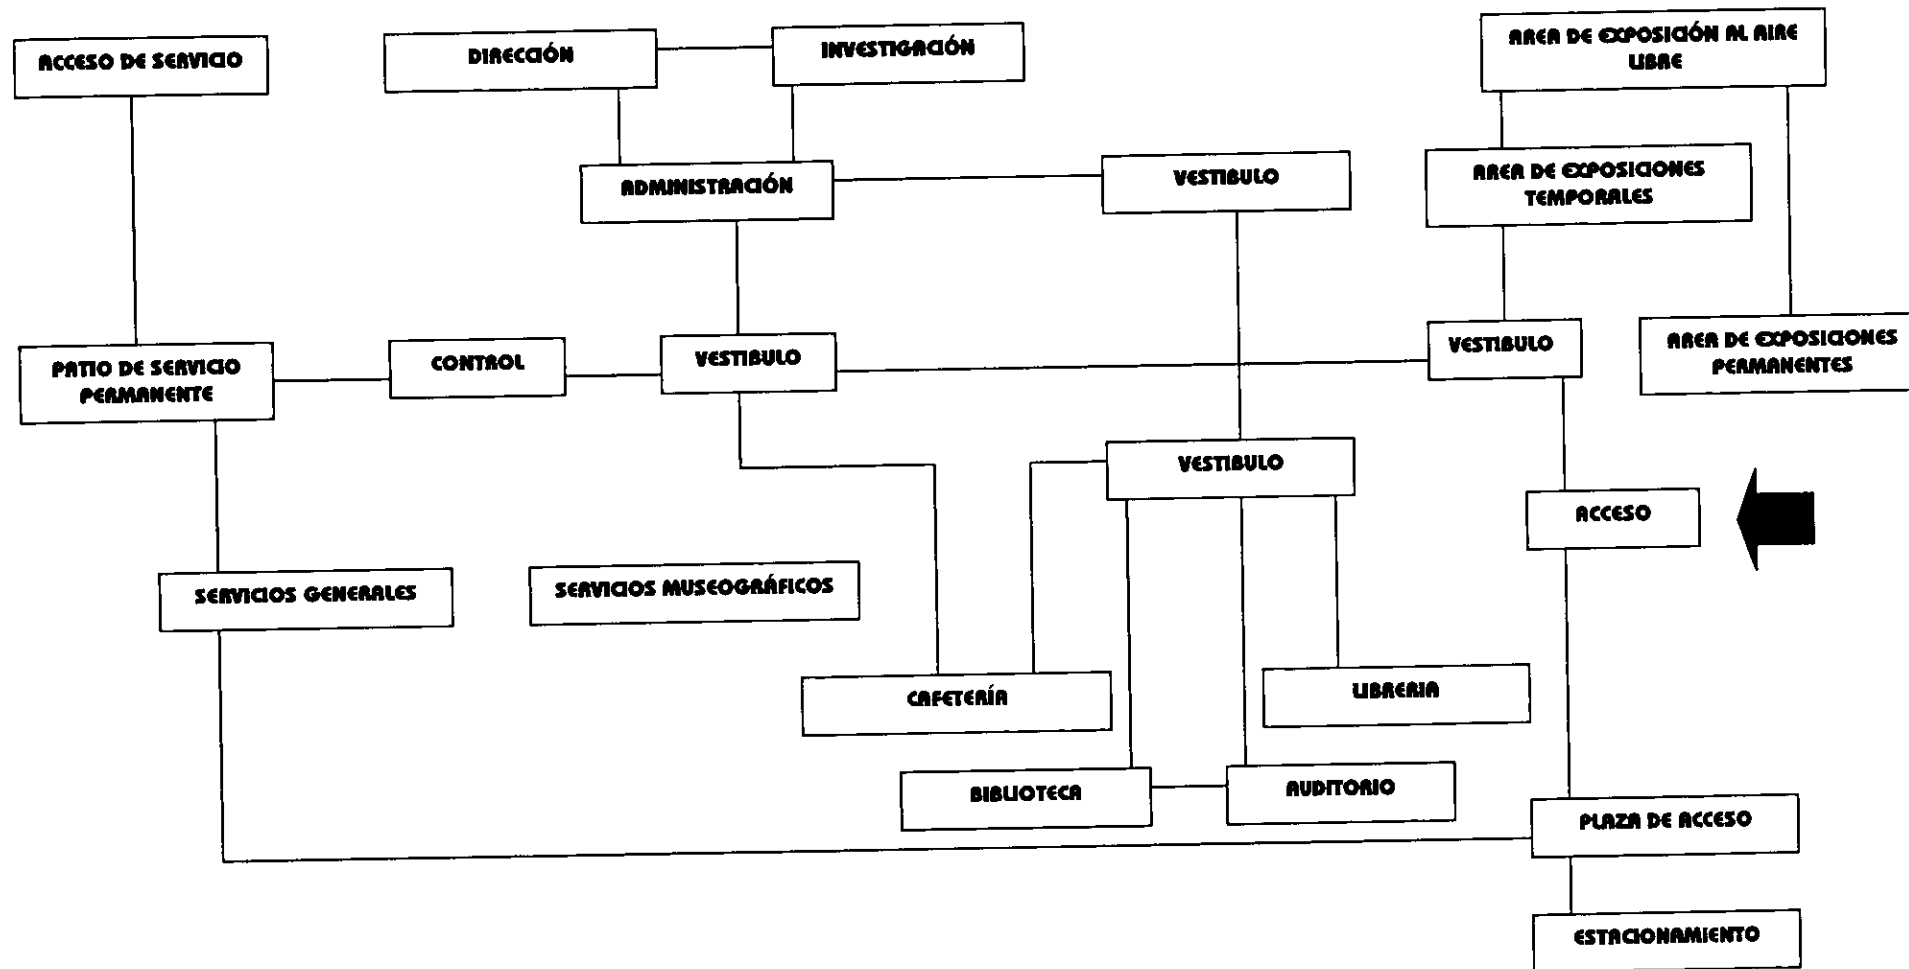 ACCESO DE SERVICIO
DIRECCIÓN
INVESTIGACIÓN
AREA DE EXPOSICIÓN AL AIRE
LIBRE
ADMINISTRACIÓN
VESTIBULO
AREA DE EXPOSICIONES
TEMPORALES
PATIO DE SERVICIO
PERMANENTE
CONTROL
VESTIBULO
VESTIBULO
AREA DE EXPOSICIONES
PERMANENTES
VESTIBULO
ACCESO
SERVICIOS GENERALES
SERVICIOS MUSEOGRÁFICOS
CAFETERÍA
LIBRERIA
BIBLIOTECA
AUDITORIO
PLAZA DE ACCESO
ESTACIONAMIENTO